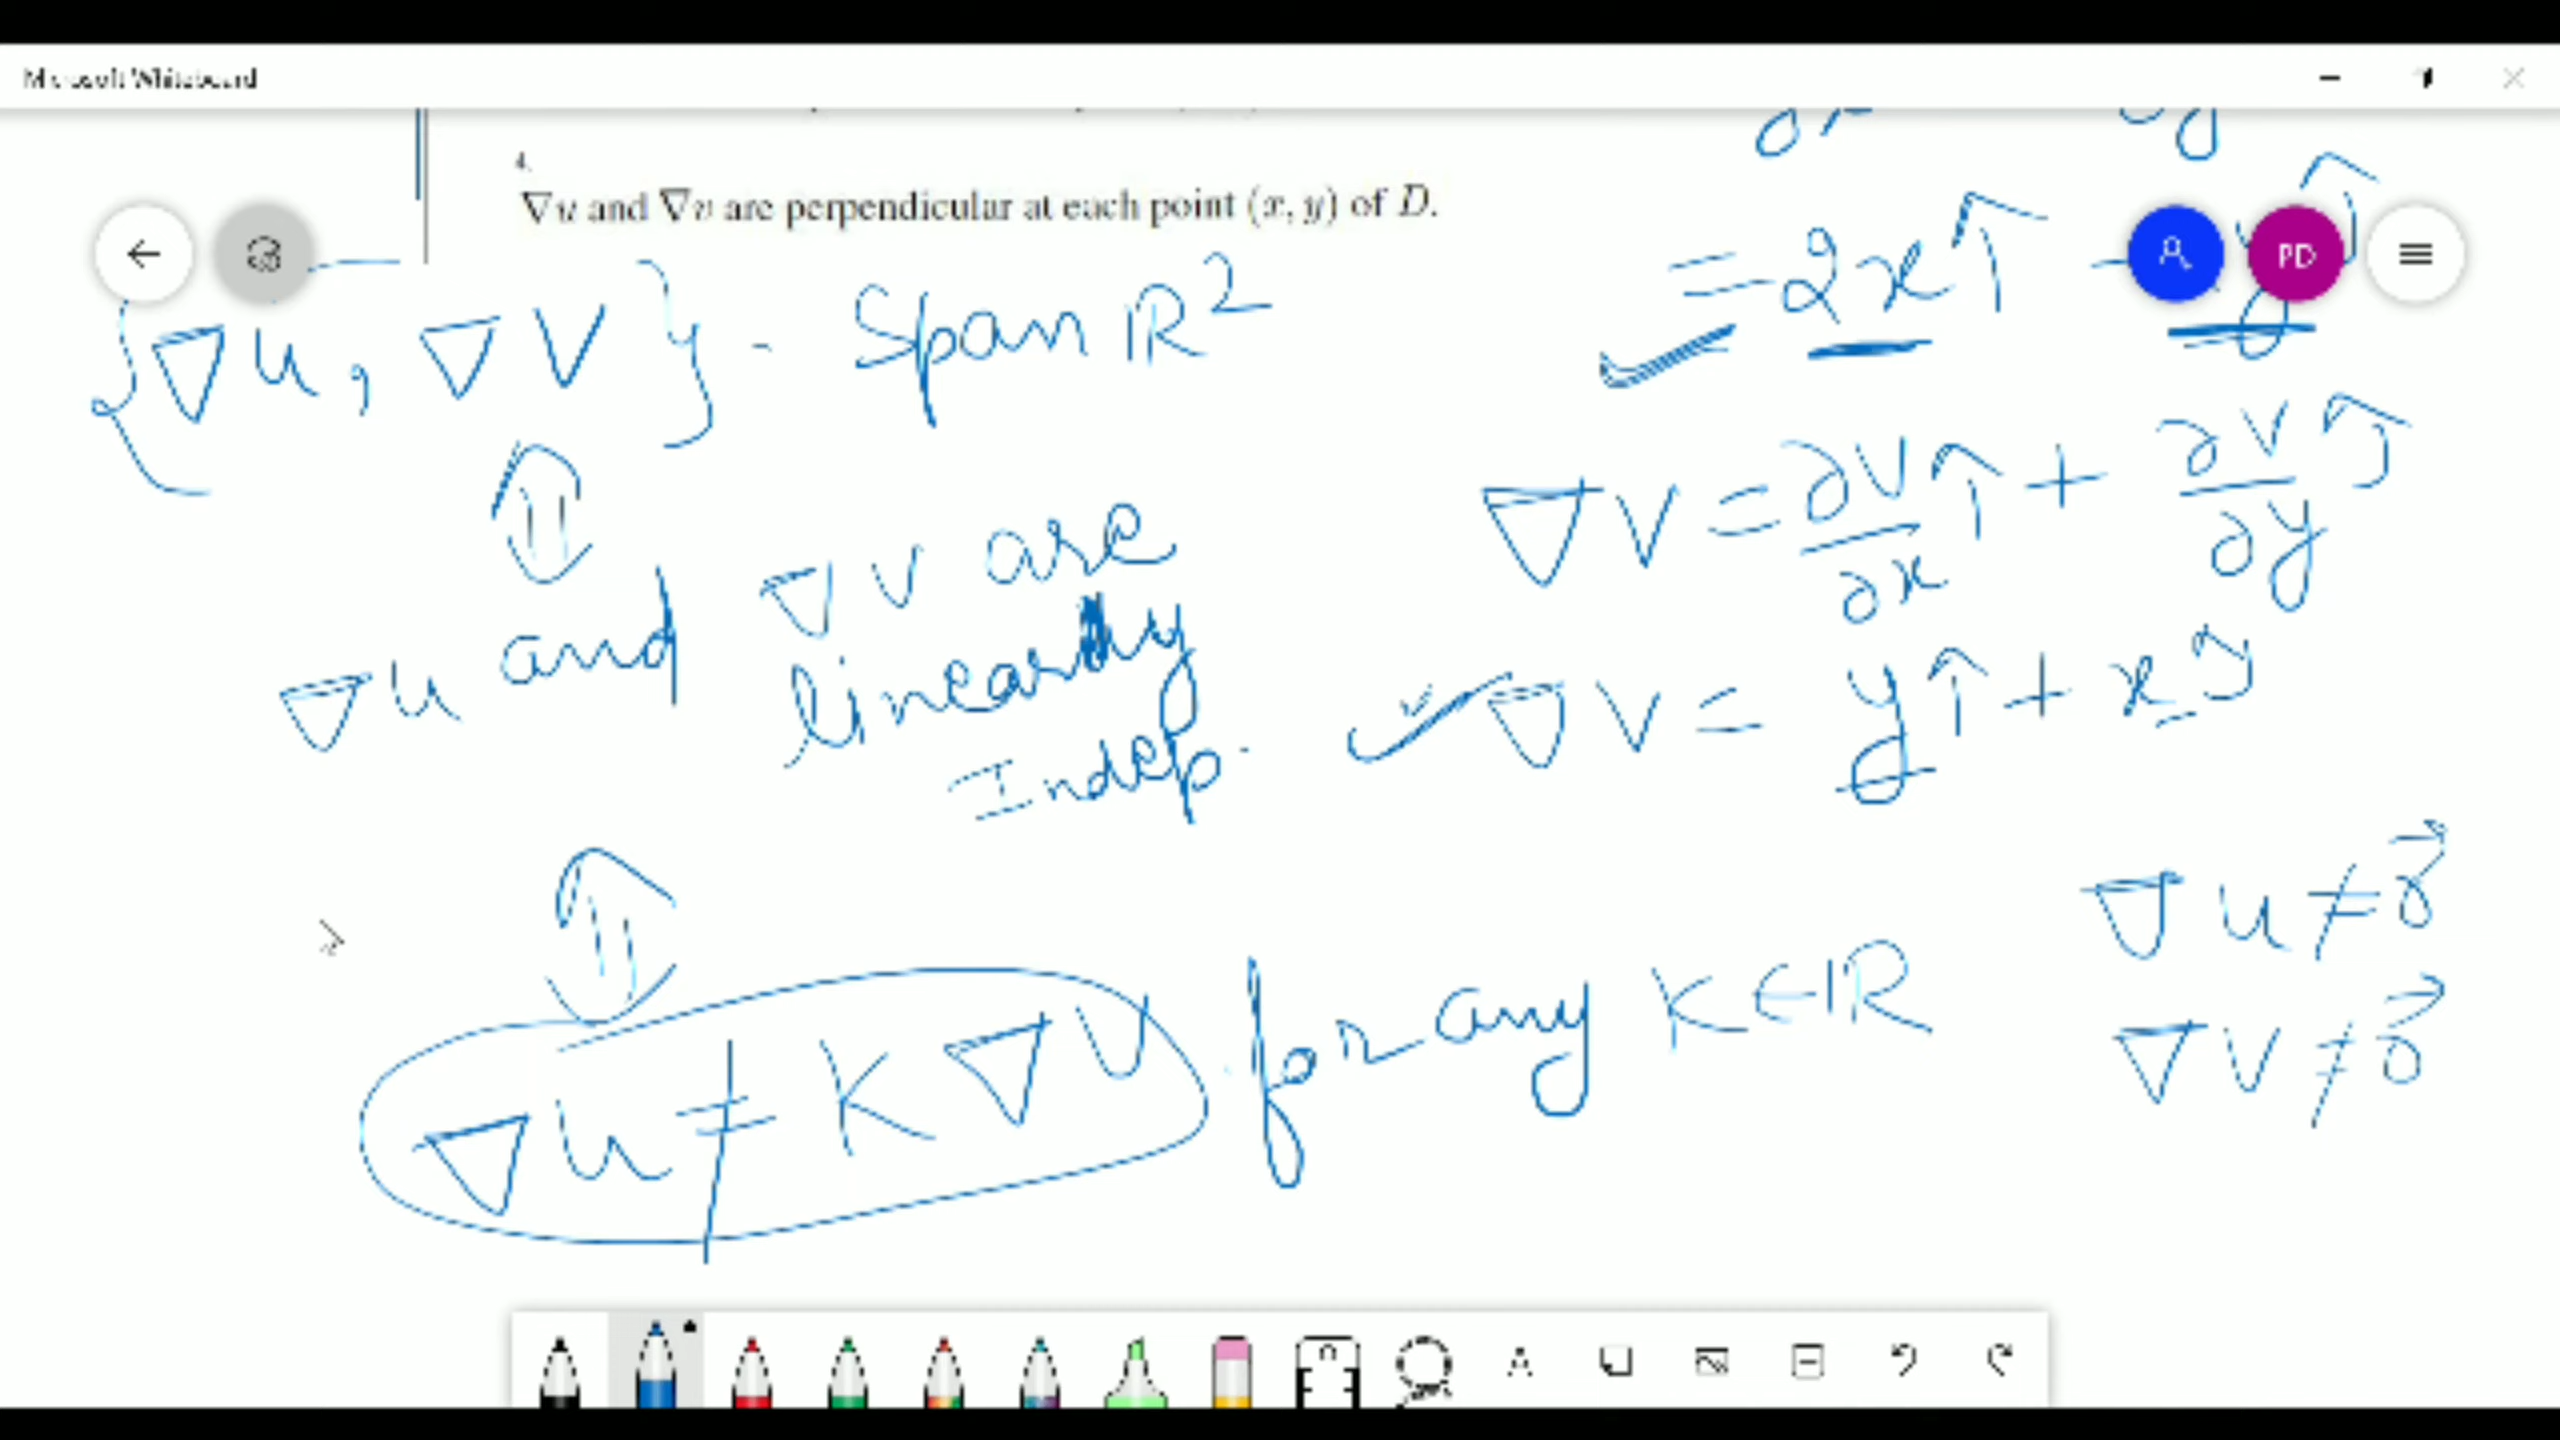 Microsoft Whiteboard
4.
∇u and ∇v are perpendicular at each point (x, y) of D.
PD
{∇u, ∇V} - Span ℝ²
⇕
∇u and ∇V are
linearly
Indep.
⇕
∇u ≠ K∇V for any K∈ℝ
= 2x î
∇V = ∂V/∂x î + ∂V/∂y ĵ
∇V = y î + x ĵ
∇u ≠ 0⃗
∇V ≠ 0⃗